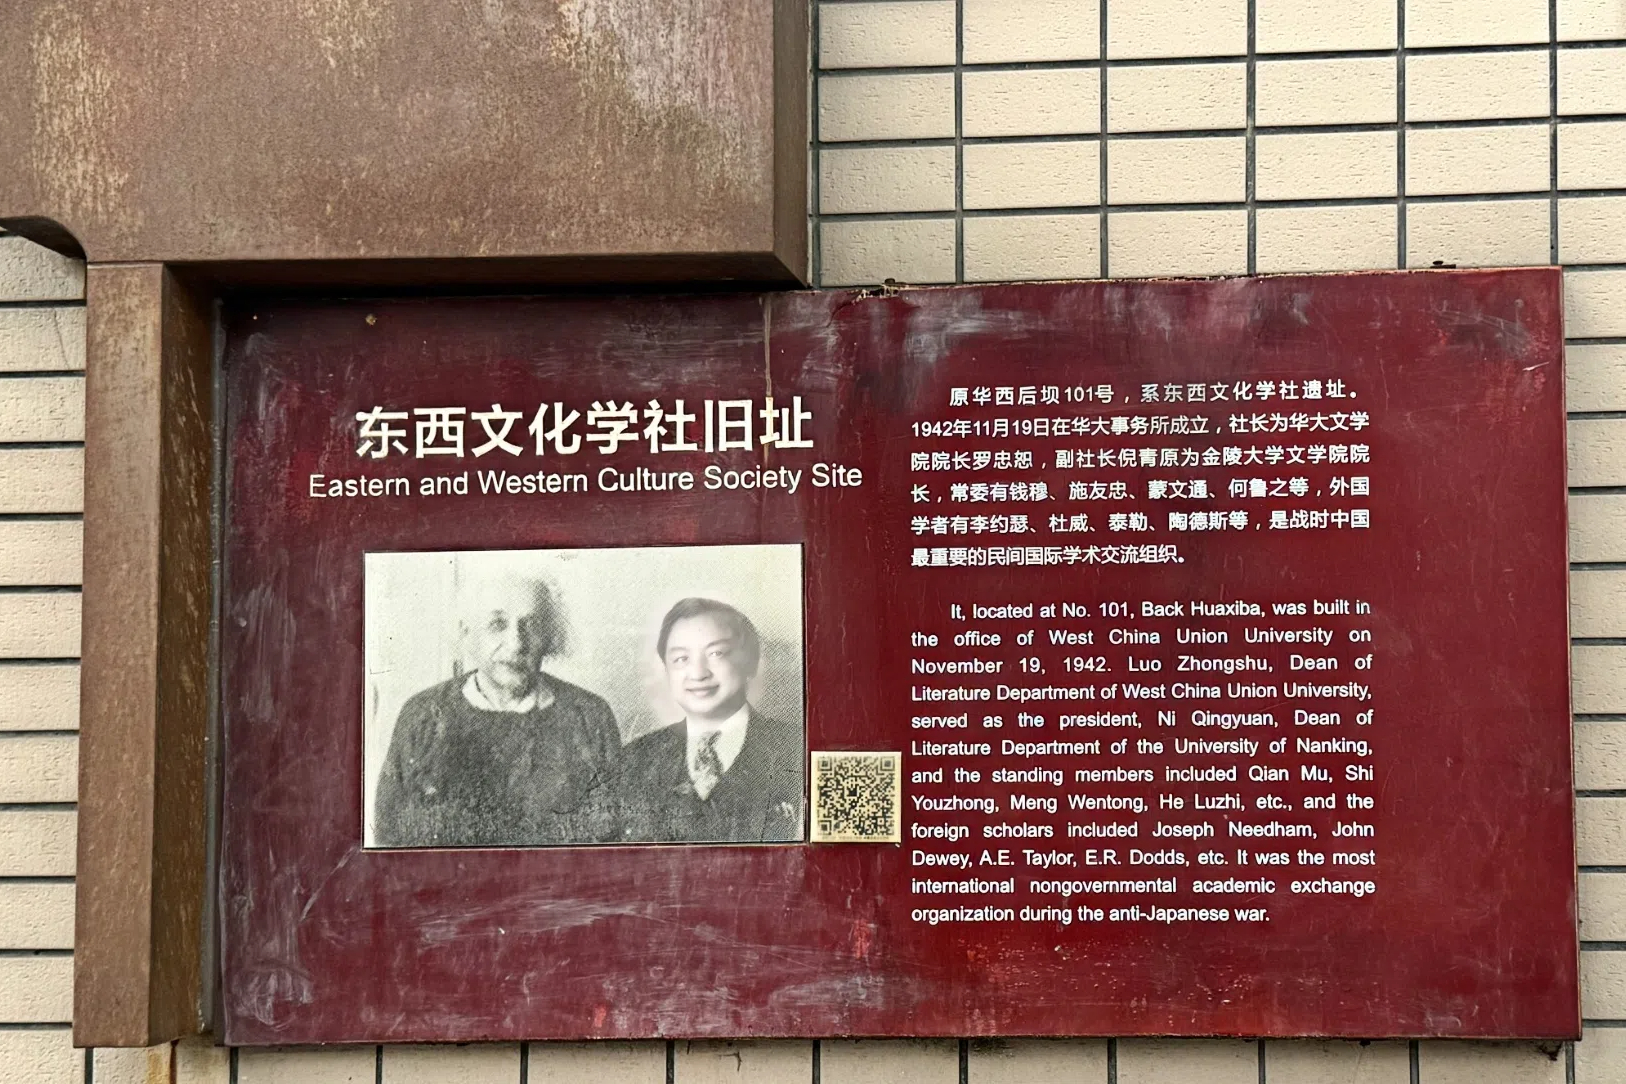 东西文化学社旧址
Eastern and Western Culture Society Site
原华西后坝101号，系东西文化学社遗址。
1942年11月19日在华大事务所成立，社长为华大文学
院院长罗忠恕，副社长倪青原为金陵大学文学院院
长，常委有钱穆、施友忠、蒙文通、何鲁之等，外国
学者有李约瑟、杜威、泰勒、陶德斯等，是战时中国
最重要的民间国际学术交流组织。
It, located at No. 101, Back Huaxiba, was built in
the office of West China Union University on
November 19, 1942. Luo Zhongshu, Dean of
Literature Department of West China Union University,
served as the president, Ni Qingyuan, Dean of
Literature Department of the University of Nanking,
and the standing members included Qian Mu, Shi
Youzhong, Meng Wentong, He Luzhi, etc., and the
foreign scholars included Joseph Needham, John
Dewey, A.E. Taylor, E.R. Dodds, etc. It was the most
international nongovernmental academic exchange
organization during the anti-Japanese war.